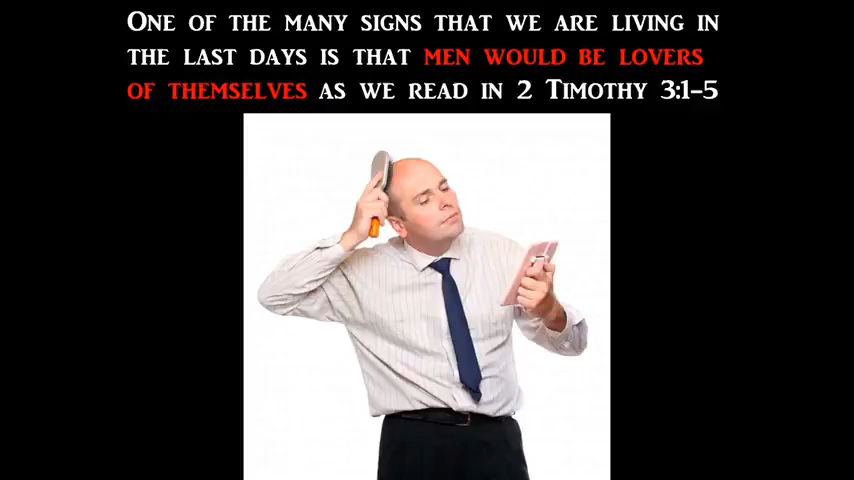 One of the many signs that we are living in
the last days is that men would be lovers
of themselves as we read in 2 Timothy 3:1-5